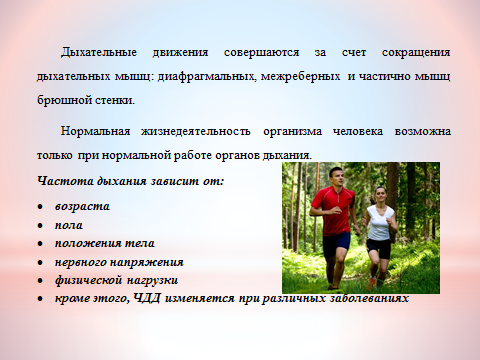 Дыхательные движения совершаются за счет сокращения
дыхательных мышц: диафрагмальных, межреберных и частично мышц
брюшной стенки.
Нормальная жизнедеятельность организма человека возможна
только при нормальной работе органов дыхания.
Частота дыхания зависит от:
• возраста
• пола
• положения тела
• нервного напряжения
• физической нагрузки
• кроме этого, ЧДД изменяется при различных заболеваниях